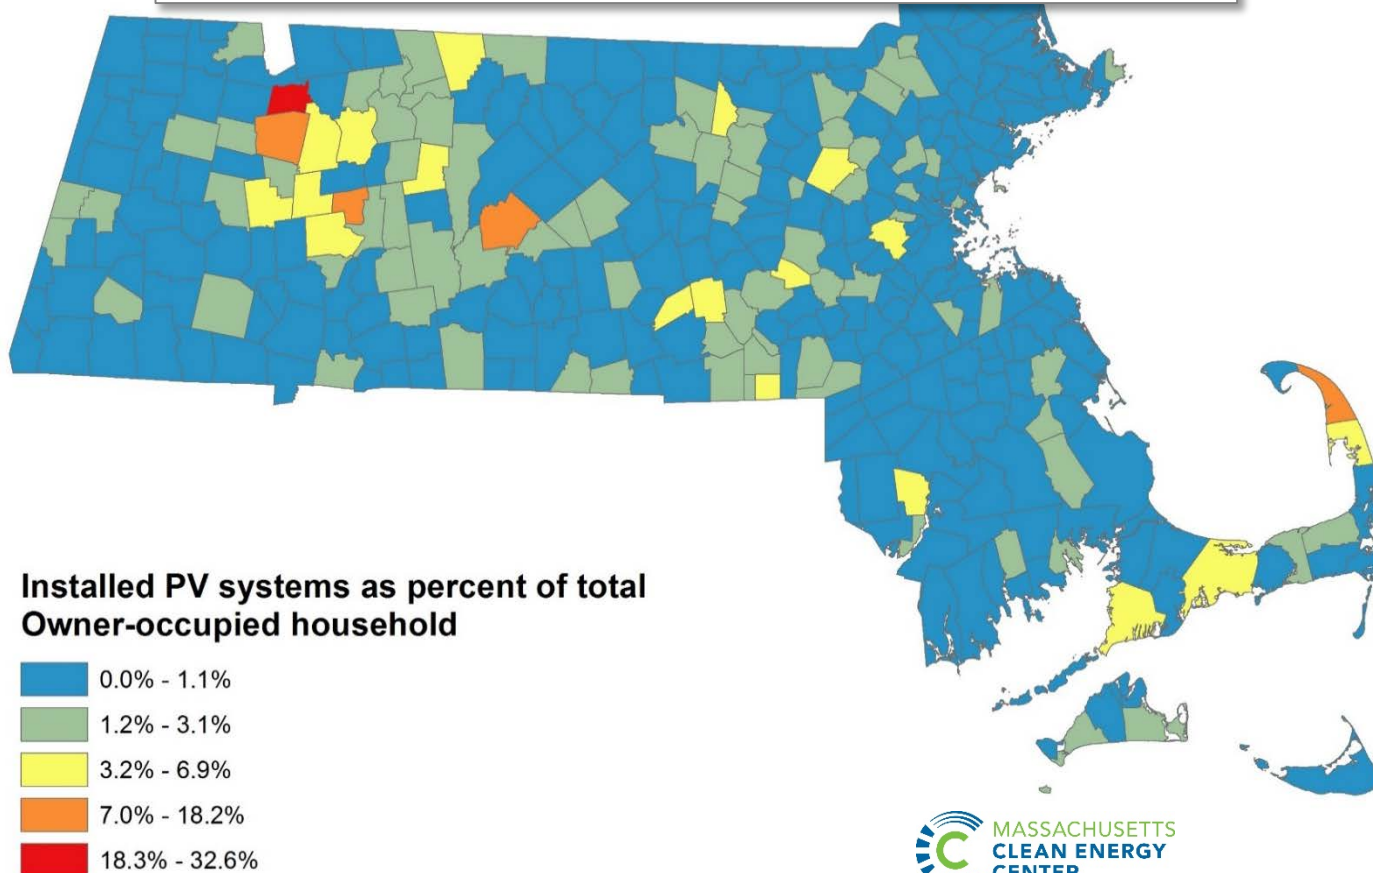 Installed PV systems as percent of total
Owner-occupied household
0.0% - 1.1%
1.2% - 3.1%
3.2% - 6.9%
7.0% - 18.2%
18.3% - 32.6%
MASSACHUSETTS
CLEAN ENERGY
CENTER